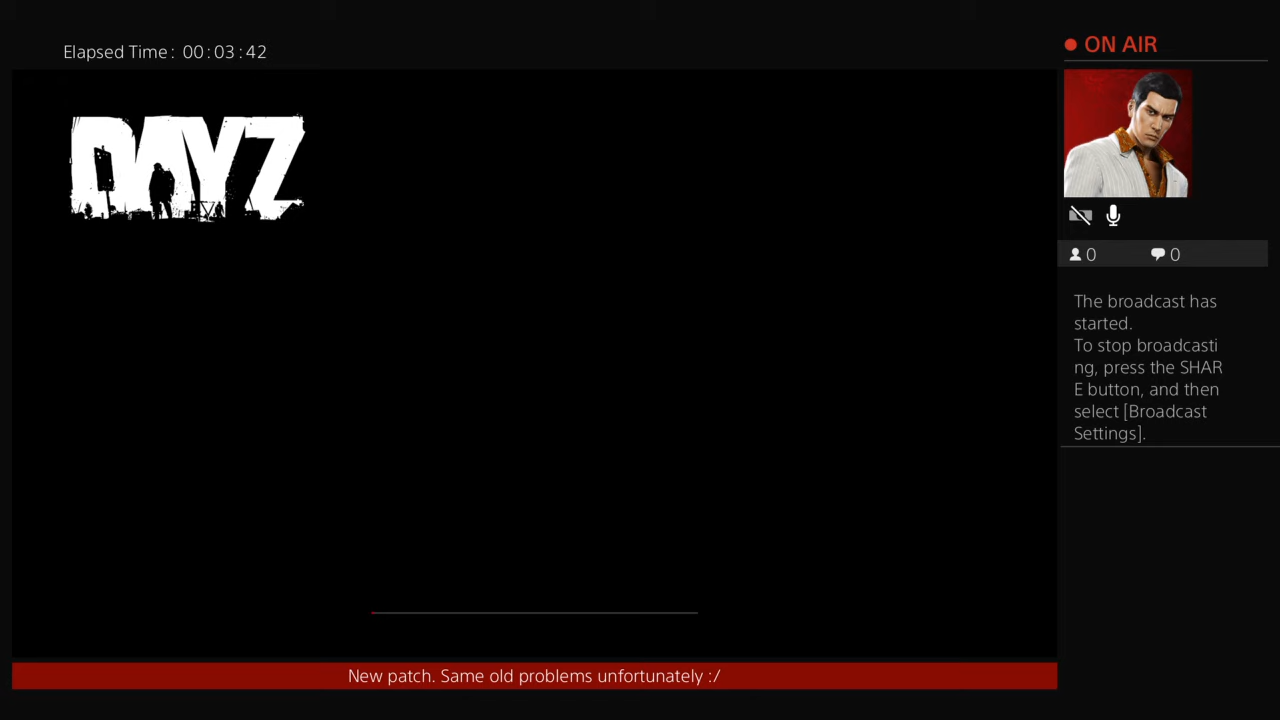 Elapsed Time: 00:03:42
ON AIR
DAYZ
0 0
The broadcast has
started.
To stop broadcasti
ng, press the SHAR
E button, and then
select [Broadcast
Settings].
New patch. Same old problems unfortunately :/